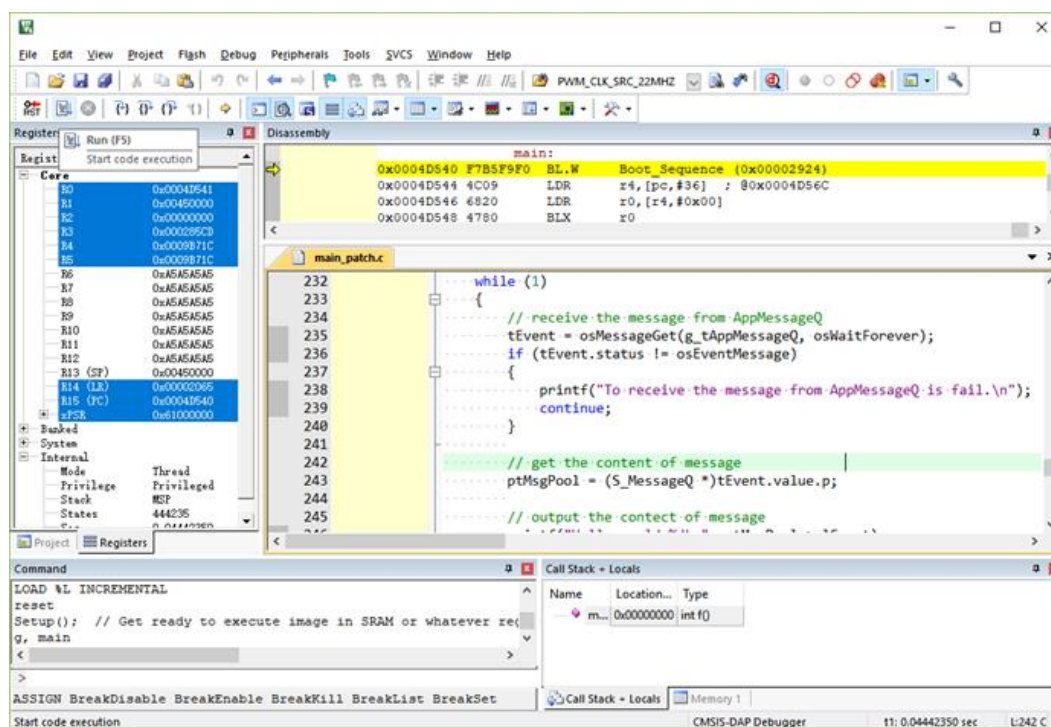 File Edit View Project Flash Debug Peripherals Tools SVCS Window Help
PWM_CLK_SRC_22MHZ
RST
Registers
Run (F5)
Start code execution
Regist
Core
R0 0x0004D541
R1 0x00450000
R2 0x00000000
R3 0x000285CD
R4 0x0009B71C
R5 0x0009B71C
R6 0xA5A5A5A5
R7 0xA5A5A5A5
R8 0xA5A5A5A5
R9 0xA5A5A5A5
R10 0xA5A5A5A5
R11 0xA5A5A5A5
R12 0xA5A5A5A5
R13 (SP) 0x00450000
R14 (LR) 0x00002065
R15 (PC) 0x0004D540
xPSR 0x61000000
Banked
System
Internal
Mode Thread
Privilege Privileged
Stack MSP
States 444235
Project Registers
Disassembly
main:
0x0004D540 F7B5F9F0 BL.W Boot_Sequence (0x00002924)
0x0004D544 4C09 LDR r4,[pc,#36] ; @0x0004D56C
0x0004D546 6820 LDR r0,[r4,#0x00]
0x0004D548 4780 BLX r0
main_patch.c
232 while (1)
233 {
234 // receive the message from AppMessageQ
235 tEvent = osMessageGet(g_tAppMessageQ, osWaitForever);
236 if (tEvent.status != osEventMessage)
237 {
238 printf("To receive the message from AppMessageQ is fail.\n");
239 continue;
240 }
241
242 // get the content of message
243 ptMsgPool = (S_MessageQ *)tEvent.value.p;
244
245 // output the contect of message
Command
LOAD %L INCREMENTAL
reset
Setup(); // Get ready to execute image in SRAM or whatever req
g, main
>
ASSIGN BreakDisable BreakEnable BreakKill BreakList BreakSet
Call Stack + Locals
Name Location... Type
m... 0x00000000 int f()
Call Stack + Locals Memory 1
Start code execution CMSIS-DAP Debugger t1: 0.04442350 sec L:242 C